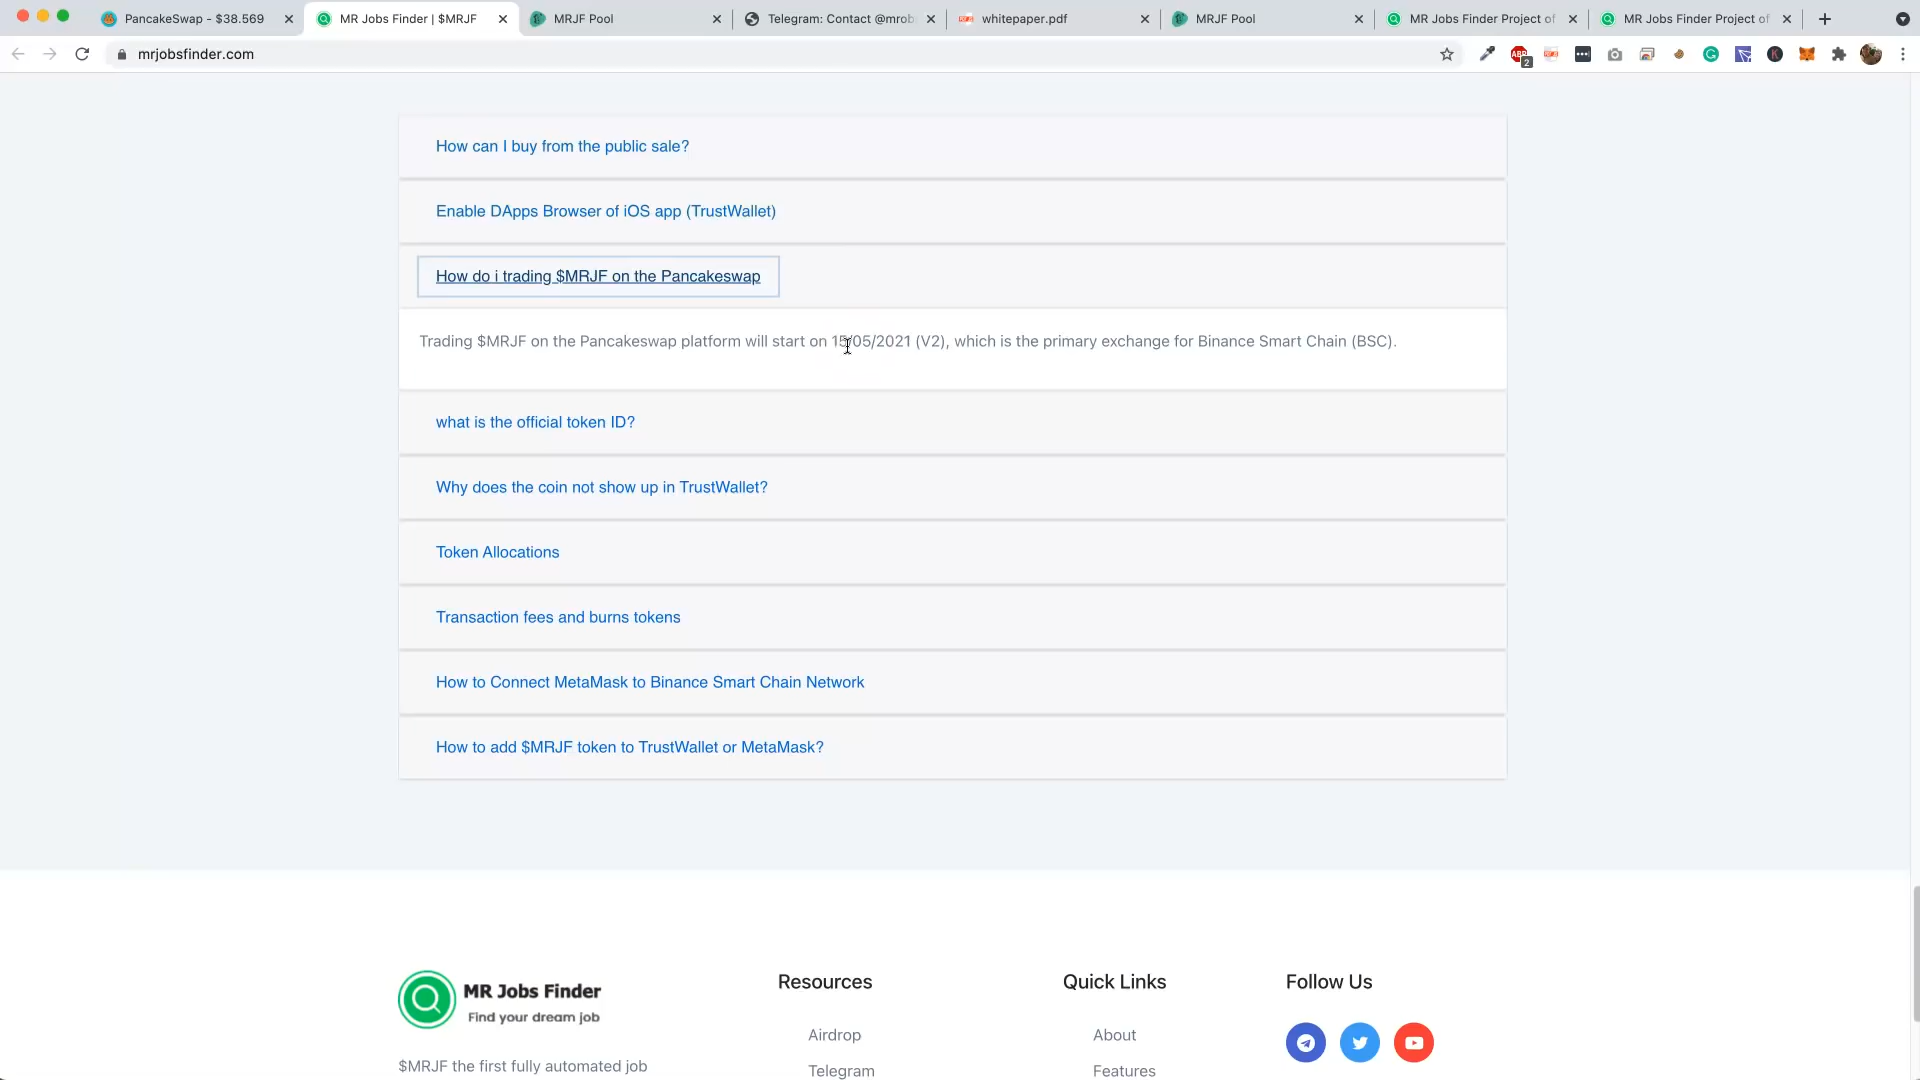 PancakeSwap - $38.569
MR Jobs Finder | $MRJF
MRJF Pool
Telegram: Contact @mrob
whitepaper.pdf
MRJF Pool
MR Jobs Finder Project of
MR Jobs Finder Project of
mrjobsfinder.com
ABP
2
How can I buy from the public sale?
Enable DApps Browser of iOS app (TrustWallet)
How do i trading $MRJF on the Pancakeswap
Trading $MRJF on the Pancakeswap platform will start on 15/05/2021 (V2), which is the primary exchange for Binance Smart Chain (BSC).
what is the official token ID?
Why does the coin not show up in TrustWallet?
Token Allocations
Transaction fees and burns tokens
How to Connect MetaMask to Binance Smart Chain Network
How to add $MRJF token to TrustWallet or MetaMask?
MR Jobs Finder
Find your dream job
$MRJF the first fully automated job
Resources
Airdrop
Telegram
Quick Links
About
Features
Follow Us